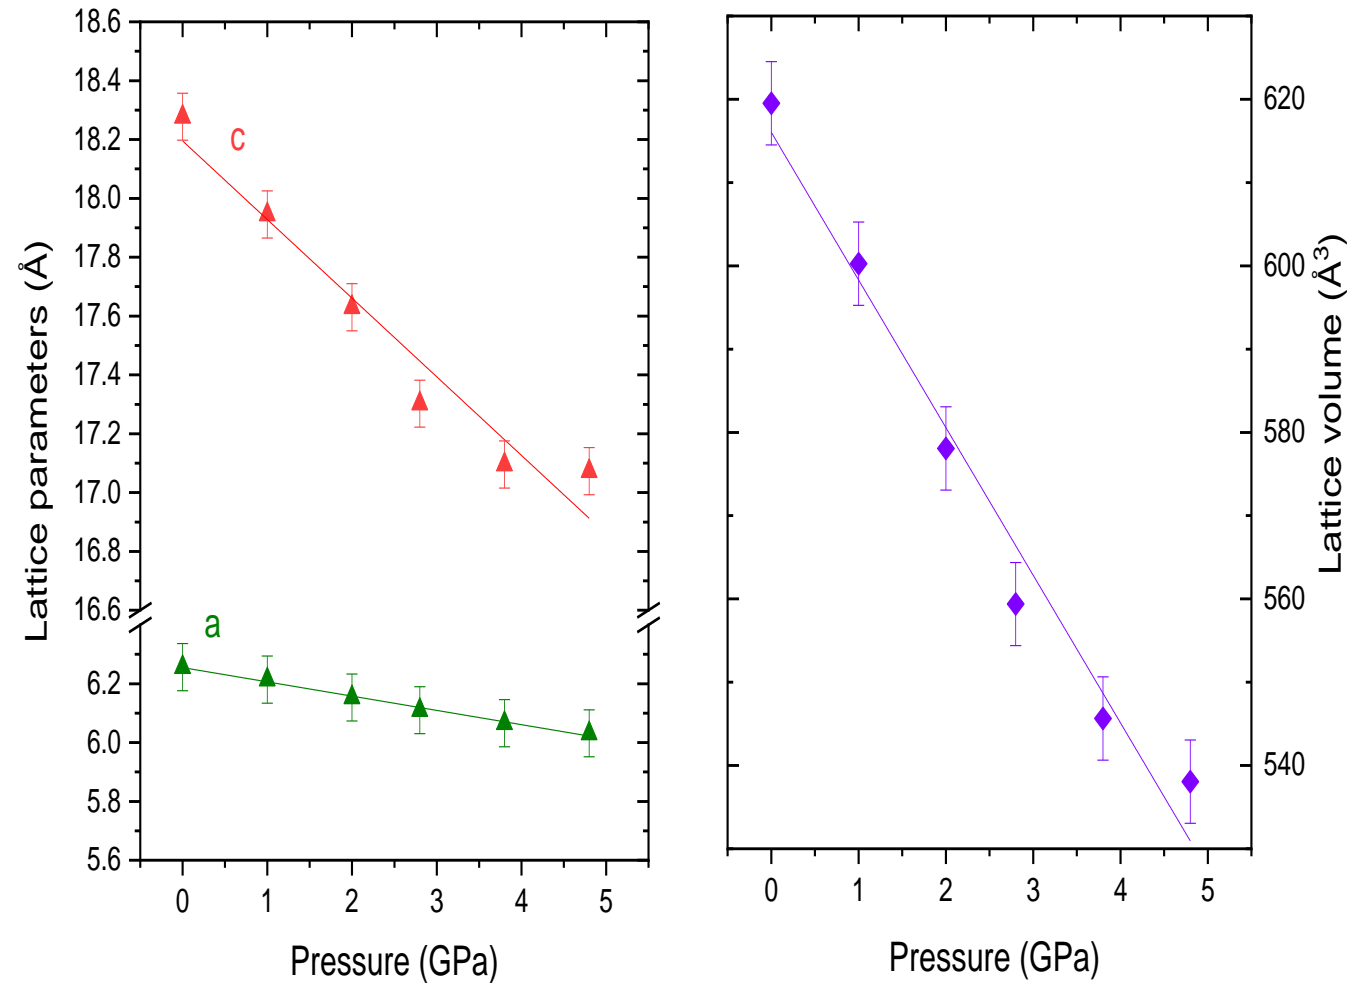 Lattice parameters (Å)
18.6
18.4
18.2
18.0
17.8
17.6
17.4
17.2
17.0
16.8
16.6
6.2
6.0
5.8
5.6
c
a
0 1 2 3 4 5
Pressure (GPa)
620
600
580
560
540
Lattice volume (Å³)
0 1 2 3 4 5
Pressure (GPa)